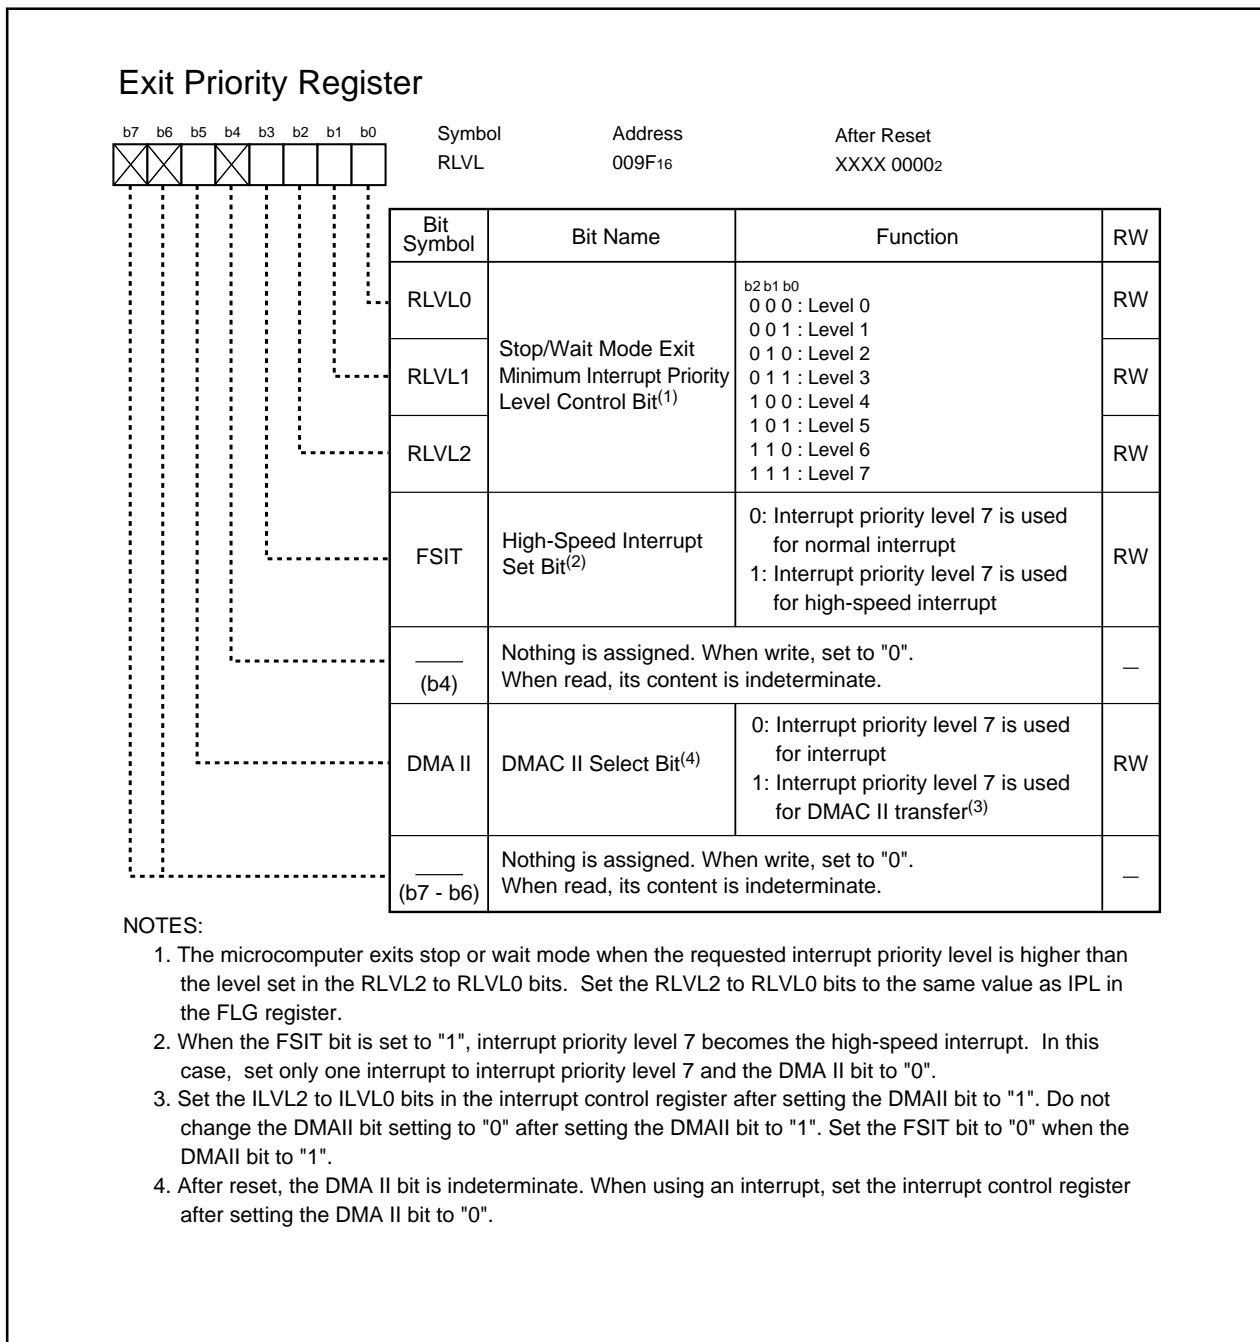 Exit Priority Register
b7 b6 b5 b4 b3 b2 b1 b0
Symbol Address After Reset
RLVL 009F16 XXXX 00002
Bit Symbol Bit Name Function RW
RLVL0
RLVL1
RLVL2
Stop/Wait Mode Exit
Minimum Interrupt Priority
Level Control Bit(1)
b2 b1 b0
0 0 0 : Level 0
0 0 1 : Level 1
0 1 0 : Level 2
0 1 1 : Level 3
1 0 0 : Level 4
1 0 1 : Level 5
1 1 0 : Level 6
1 1 1 : Level 7
RW
RW
RW
FSIT
High-Speed Interrupt
Set Bit(2)
0: Interrupt priority level 7 is used
for normal interrupt
1: Interrupt priority level 7 is used
for high-speed interrupt
RW
(b4)
Nothing is assigned. When write, set to "0".
When read, its content is indeterminate.
—
DMA II
DMAC II Select Bit(4)
0: Interrupt priority level 7 is used
for interrupt
1: Interrupt priority level 7 is used
for DMAC II transfer(3)
RW
(b7 - b6)
Nothing is assigned. When write, set to "0".
When read, its content is indeterminate.
—
NOTES:
1. The microcomputer exits stop or wait mode when the requested interrupt priority level is higher than
the level set in the RLVL2 to RLVL0 bits. Set the RLVL2 to RLVL0 bits to the same value as IPL in
the FLG register.
2. When the FSIT bit is set to "1", interrupt priority level 7 becomes the high-speed interrupt. In this
case, set only one interrupt to interrupt priority level 7 and the DMA II bit to "0".
3. Set the ILVL2 to ILVL0 bits in the interrupt control register after setting the DMAII bit to "1". Do not
change the DMAII bit setting to "0" after setting the DMAII bit to "1". Set the FSIT bit to "0" when the
DMAII bit to "1".
4. After reset, the DMA II bit is indeterminate. When using an interrupt, set the interrupt control register
after setting the DMA II bit to "0".